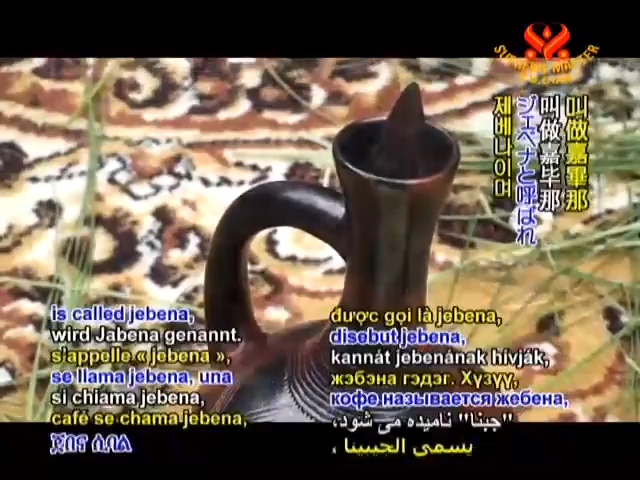 SUPREME MASTER
叫做嘉畢那
叫做嘉毕那
ジェベナと呼ばれ
제베나이며
is called jebena,
wird Jabena genannt.
s'appelle « jebena »,
se llama jebena, una
si chiama jebena,
café se chama jebena,
ጀበና ሲባል
được gọi là jebena,
disebut jebena,
kannát jebenának hívják,
жэбэна гэдэг. Хүзүү,
кофе называется жебена,
"جبنا" نامیده می شود،
يسمى الجيبينا ،